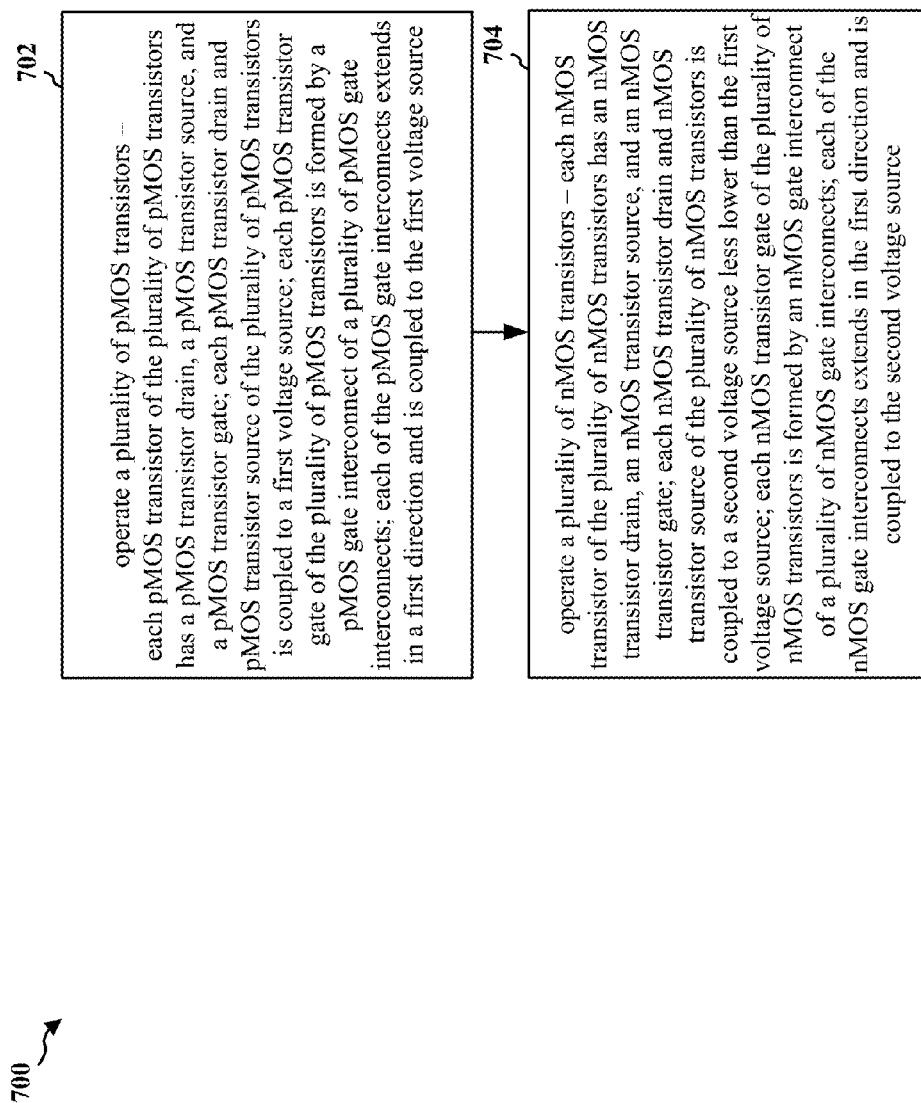 700
702
operate a plurality of pMOS transistors –
each pMOS transistor of the plurality of pMOS transistors
has a pMOS transistor drain, a pMOS transistor source, and
a pMOS transistor gate; each pMOS transistor drain and
pMOS transistor source of the plurality of pMOS transistors
is coupled to a first voltage source; each pMOS transistor
gate of the plurality of pMOS transistors is formed by a
pMOS gate interconnect of a plurality of pMOS gate
interconnects; each of the pMOS gate interconnects extends
in a first direction and is coupled to the first voltage source
704
operate a plurality of nMOS transistors – each nMOS
transistor of the plurality of nMOS transistors has an nMOS
transistor drain, an nMOS transistor source, and an nMOS
transistor gate; each nMOS transistor drain and nMOS
transistor source of the plurality of nMOS transistors is
coupled to a second voltage source less lower than the first
voltage source; each nMOS transistor gate of the plurality of
nMOS transistors is formed by an nMOS gate interconnect
of a plurality of nMOS gate interconnects; each of the
nMOS gate interconnects extends in the first direction and is
coupled to the second voltage source